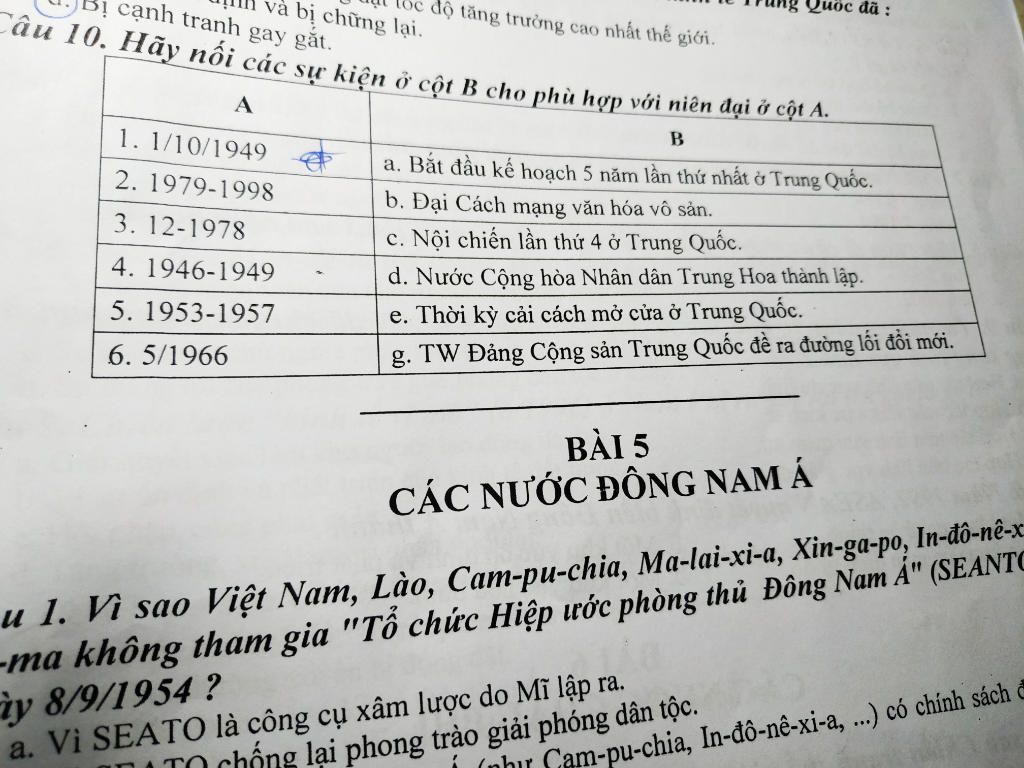 Trung Quốc đã :
tốc độ tăng trưởng cao nhất thế giới.
và bị chững lại.
d. Bị cạnh tranh gay gắt.
Câu 10. Hãy nối các sự kiện ở cột B cho phù hợp với niên đại ở cột A.
A
B
1. 1/10/1949
a. Bắt đầu kế hoạch 5 năm lần thứ nhất ở Trung Quốc.
2. 1979-1998
b. Đại Cách mạng văn hóa vô sản.
3. 12-1978
c. Nội chiến lần thứ 4 ở Trung Quốc.
4. 1946-1949
d. Nước Cộng hòa Nhân dân Trung Hoa thành lập.
5. 1953-1957
e. Thời kỳ cải cách mở cửa ở Trung Quốc.
6. 5/1966
g. TW Đảng Cộng sản Trung Quốc đề ra đường lối đổi mới.
BÀI 5
CÁC NƯỚC ĐÔNG NAM Á
u 1. Vì sao Việt Nam, Lào, Cam-pu-chia, Ma-lai-xi-a, Xin-ga-po, In-đô-nê-x
-ma không tham gia "Tổ chức Hiệp ước phòng thủ Đông Nam Á" (SEANTO
ày 8/9/1954 ?
a. Vì SEATO là công cụ xâm lược do Mĩ lập ra.
SEATO chống lại phong trào giải phóng dân tộc.
(như Cam-pu-chia, In-đô-nê-xi-a, ...) có chính sách